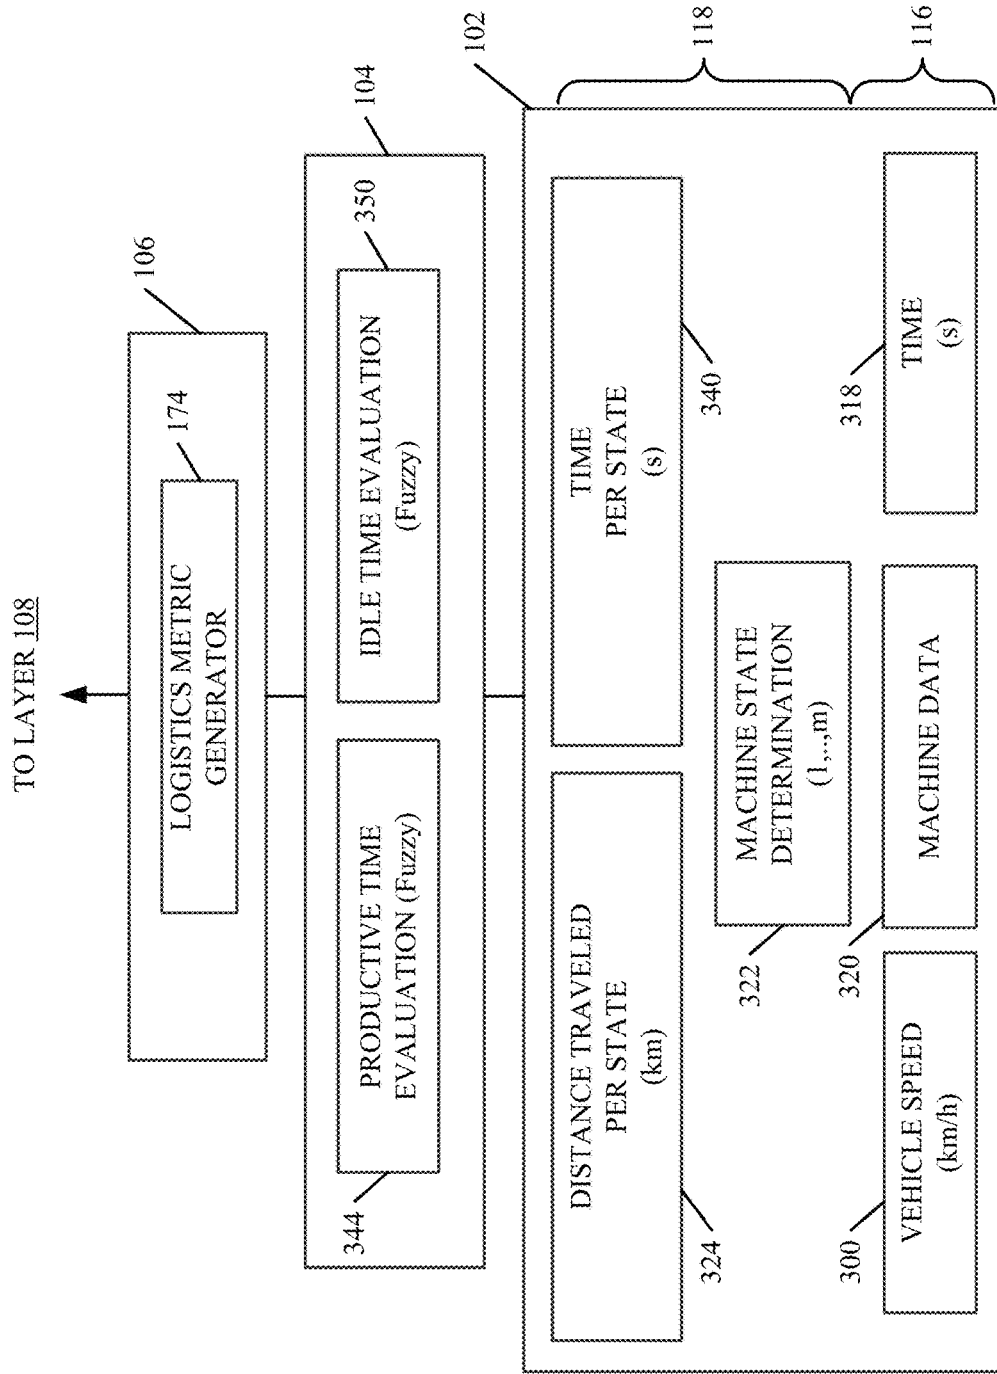 TO LAYER 108
106
174
LOGISTICS METRIC
GENERATOR
104
344
PRODUCTIVE TIME
EVALUATION (Fuzzy)
350
IDLE TIME EVALUATION
(Fuzzy)
102
118
DISTANCE TRAVELED
PER STATE
(km)
324
TIME
PER STATE
(s)
340
MACHINE STATE
DETERMINATION
(1,..,m)
322
116
300
VEHICLE SPEED
(km/h)
320
MACHINE DATA
318
TIME
(s)